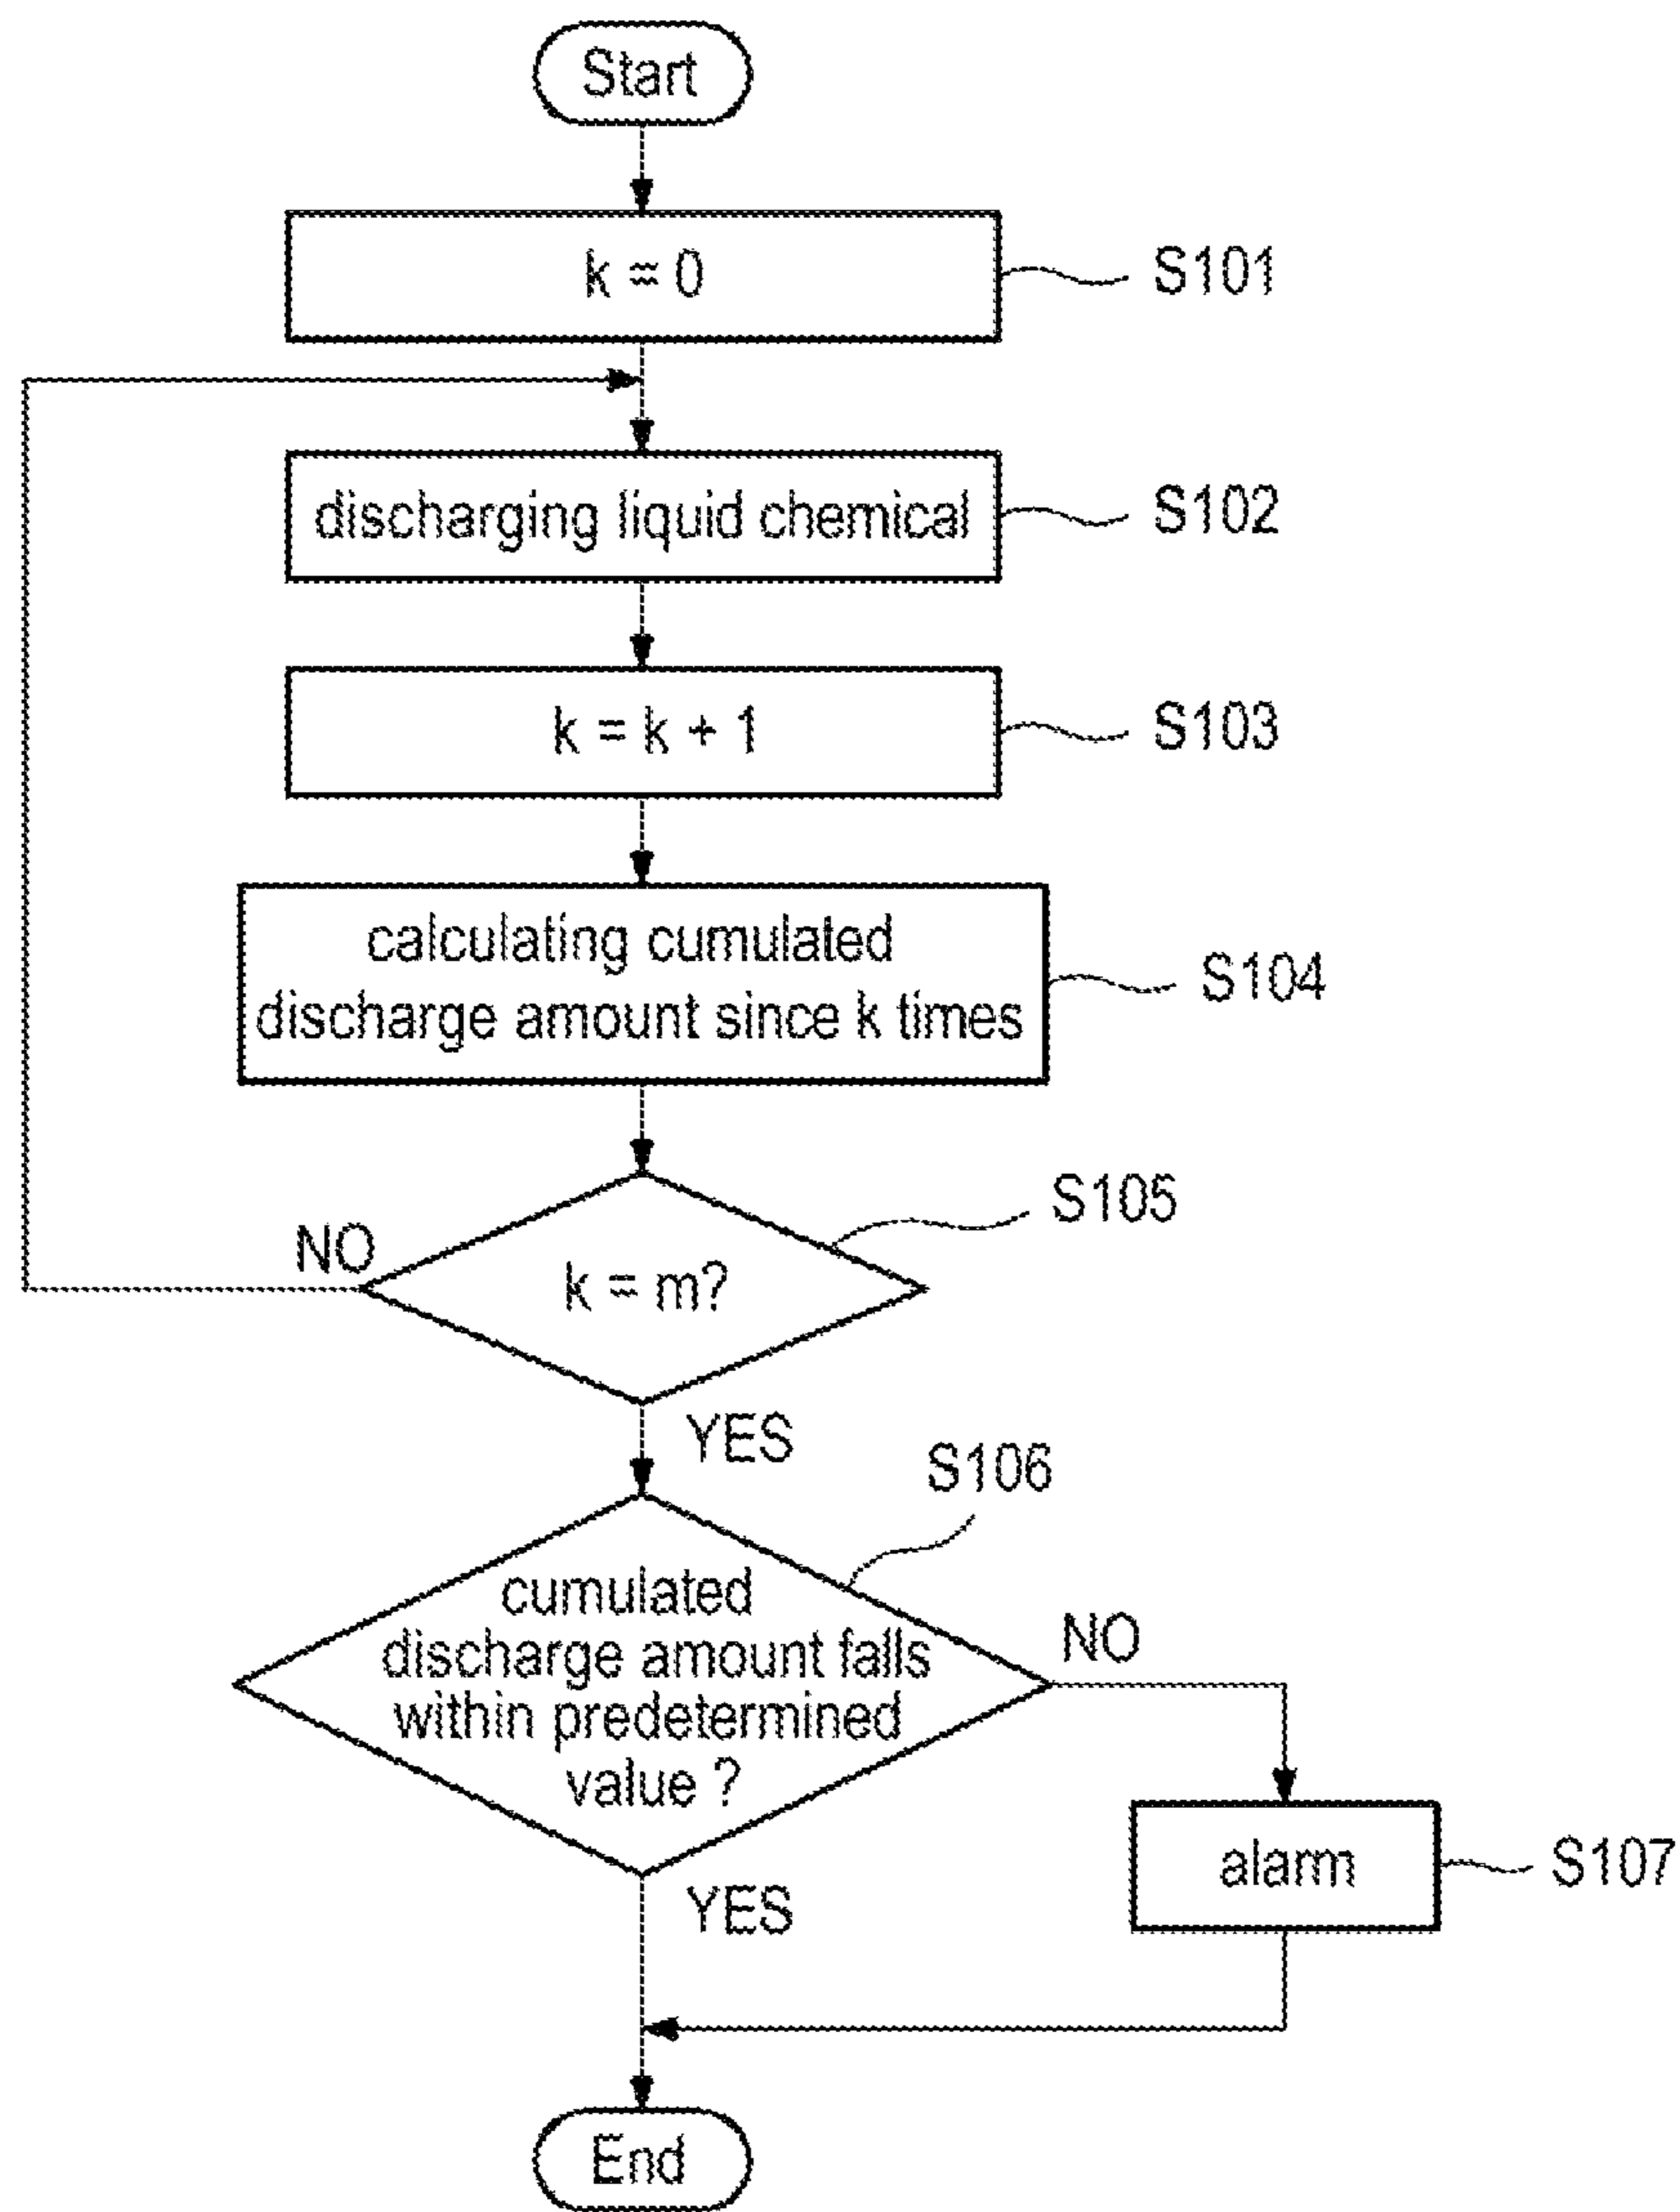 Start
k = 0
S101
discharging liquid chemical
S102
k = k + 1
S103
calculating cumulated
discharge amount since k times
S104
S105
NO
k = m?
YES
S106
cumulated
discharge amount falls
within predetermined
value ?
NO
alarm
S107
YES
End